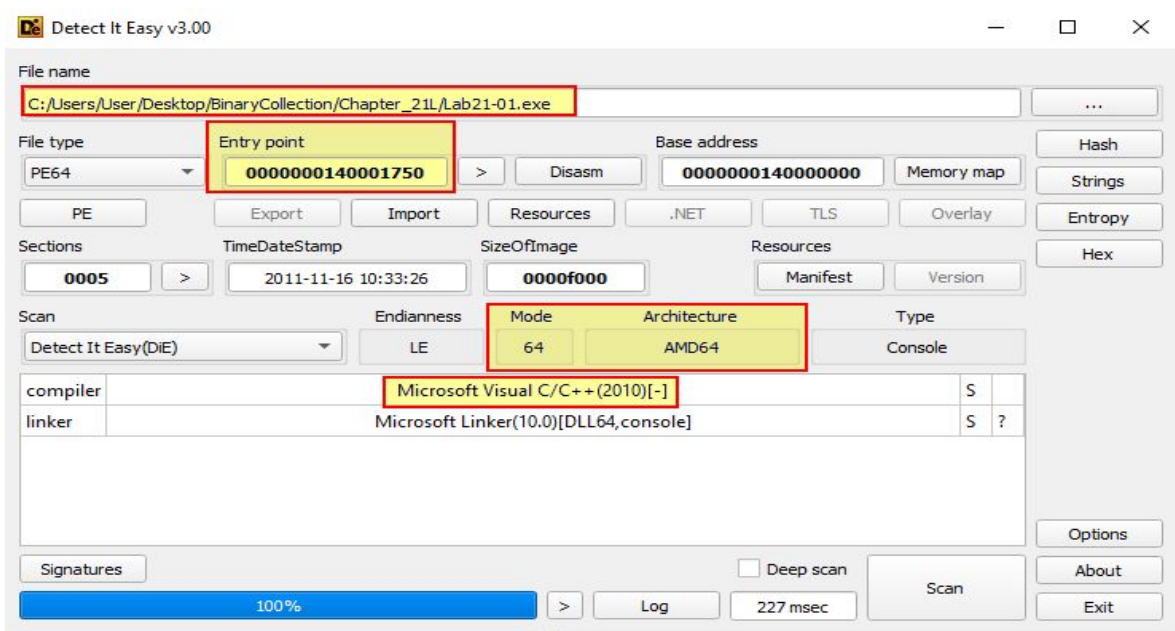 Detect It Easy v3.00
File name
C:/Users/User/Desktop/BinaryCollection/Chapter_21L/Lab21-01.exe ...
File type Entry point Base address Hash
PE64 0000000140001750 > Disasm 0000000140000000 Memory map Strings
PE Export Import Resources .NET TLS Overlay Entropy
Sections TimeDateStamp SizeOfImage Resources Hex
0005 > 2011-11-16 10:33:26 0000f000 Manifest Version
Scan Endianness Mode Architecture Type
Detect It Easy(DiE) LE 64 AMD64 Console
compiler Microsoft Visual C/C++(2010)[-] S
linker Microsoft Linker(10.0)[DLL64,console] S ?
Options
Signatures Deep scan Scan About
100% > Log 227 msec Exit